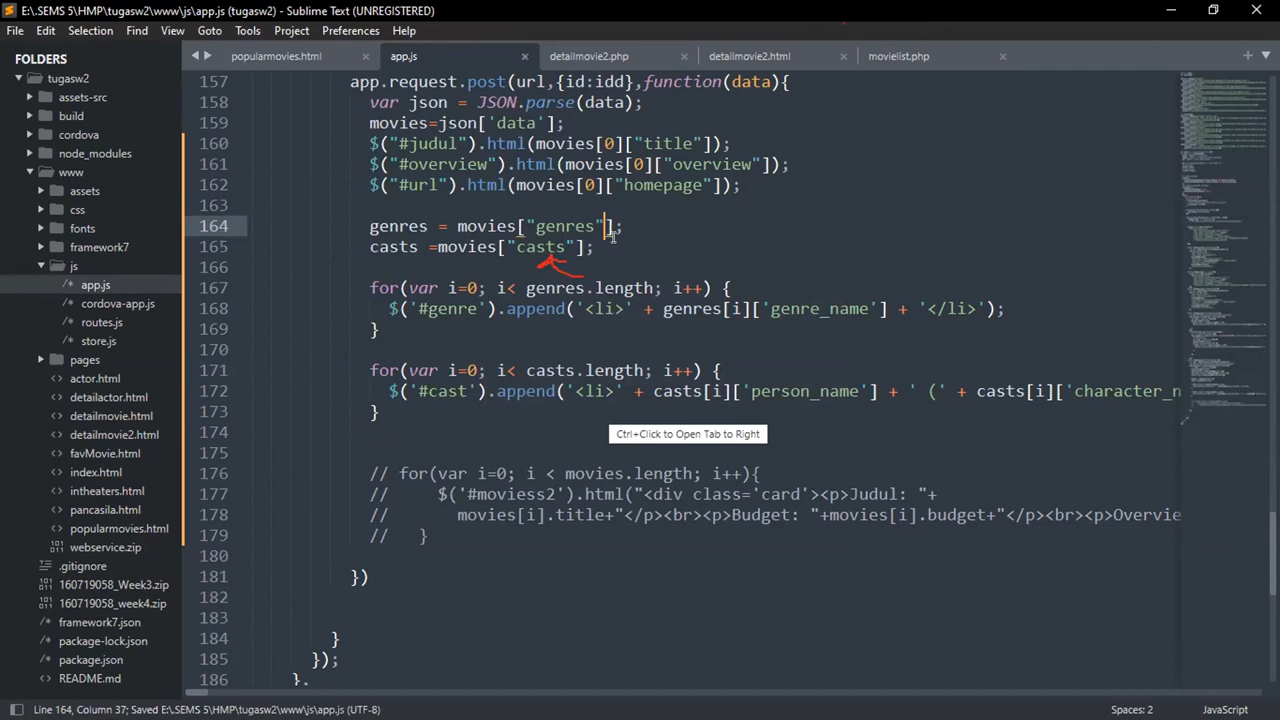 E:\.SEMS 5\HMP\tugasw2\www\js\app.js (tugasw2) - Sublime Text (UNREGISTERED)
File Edit Selection Find View Goto Tools Project Preferences Help
FOLDERS
tugasw2
assets-src
build
cordova
node_modules
www
assets
css
fonts
framework7
js
app.js
cordova-app.js
routes.js
store.js
pages
actor.html
detailactor.html
detailmovie.html
detailmovie2.html
favMovie.html
index.html
intheaters.html
pancasila.html
popularmovies.html
webservice.zip
.gitignore
160719058_Week3.zip
160719058_week4.zip
framework7.json
package-lock.json
package.json
README.md
popularmovies.html app.js detailmovie2.php detailmovie2.html movielist.php
157 app.request.post(url,{id:idd},function(data){
158 var json = JSON.parse(data);
159 movies=json['data'];
160 $("#judul").html(movies[0]["title"]);
161 $("#overview").html(movies[0]["overview"]);
162 $("#url").html(movies[0]["homepage"]);
163
164 genres = movies["genres"];
165 casts =movies["casts"];
166
167 for(var i=0; i< genres.length; i++) {
168 $('#genre').append('<li>' + genres[i]['genre_name'] + '</li>');
169 }
170
171 for(var i=0; i< casts.length; i++) {
172 $('#cast').append('<li>' + casts[i]['person_name'] + ' (' + casts[i]['character_n
173 }
174
Ctrl+Click to Open Tab to Right
175
176 // for(var i=0; i < movies.length; i++){
177 // $('#moviess2').html("<div class='card'><p>Judul: "+
178 // movies[i].title+"</p><br><p>Budget: "+movies[i].budget+"</p><br><p>Overvie
179 // }
180
181 })
182
183
184 }
185 });
186 },
Line 164, Column 37; Saved E:\.SEMS 5\HMP\tugasw2\www\js\app.js (UTF-8)
Spaces: 2 JavaScript